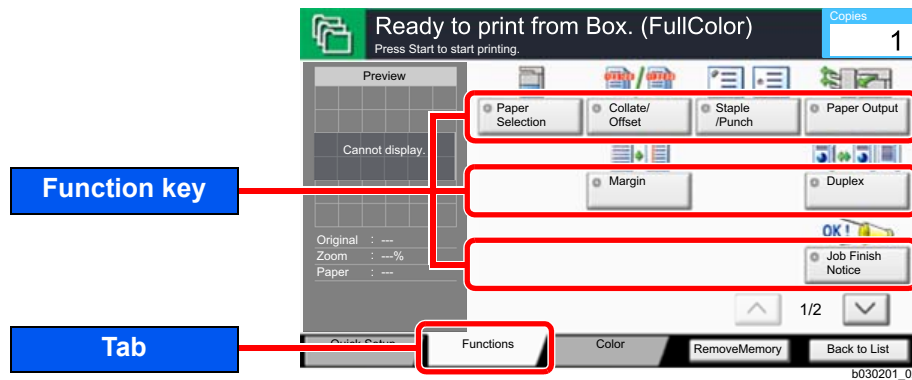 Ready to print from Box. (FullColor)
Press Start to start printing.
Copies
1
Preview
Cannot display.
Original : ---
Zoom : ---%
Paper : ---
Paper
Selection
Collate/
Offset
Staple
/Punch
Paper Output
Function key
Margin
Duplex
OK !
Job Finish
Notice
1/2
Tab
Quick Setup
Functions
Color
RemoveMemory
Back to List
b030201_0